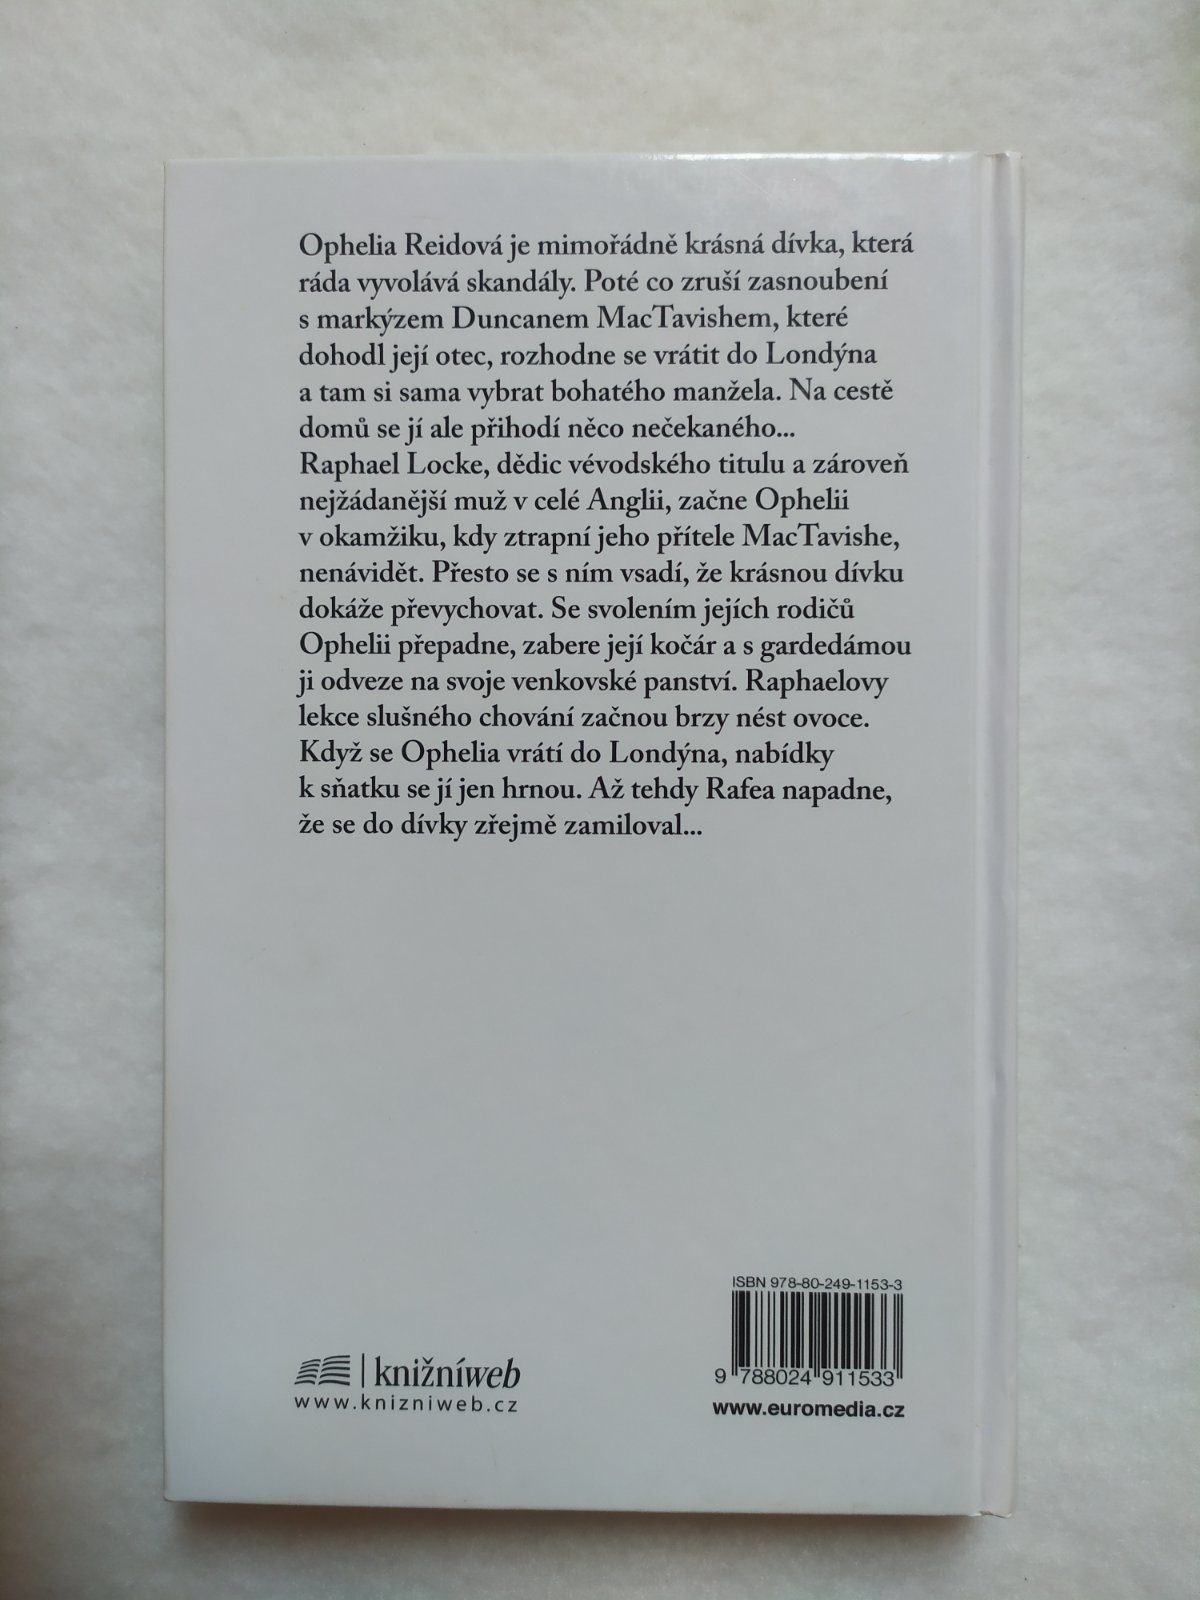 Ophelia Reidová je mimořádně krásná dívka, která
ráda vyvolává skandály. Poté co zruší zasnoubení
s markýzem Duncanem MacTavishem, které
dohodl její otec, rozhodne se vrátit do Londýna
a tam si sama vybrat bohatého manžela. Na cestě
domů se jí ale přihodí něco nečekaného...
Raphael Locke, dědic vévodského titulu a zároveň
nejžádanější muž v celé Anglii, začne Ophelii
v okamžiku, kdy ztrapní jeho přítele MacTavishe,
nenávidět. Přesto se s ním vsadí, že krásnou dívku
dokáže převychovat. Se svolením jejích rodičů
Ophelii přepadne, zabere její kočár a s gardedámou
ji odveze na svoje venkovské panství. Raphaelovy
lekce slušného chování začnou brzy nést ovoce.
Když se Ophelia vrátí do Londýna, nabídky
k sňatku se jí jen hrnou. Až tehdy Rafea napadne,
že se do dívky zřejmě zamiloval...
ISBN 978-80-249-1153-3
9 788024 911533
knižníweb
www.knizniweb.cz
www.euromedia.cz